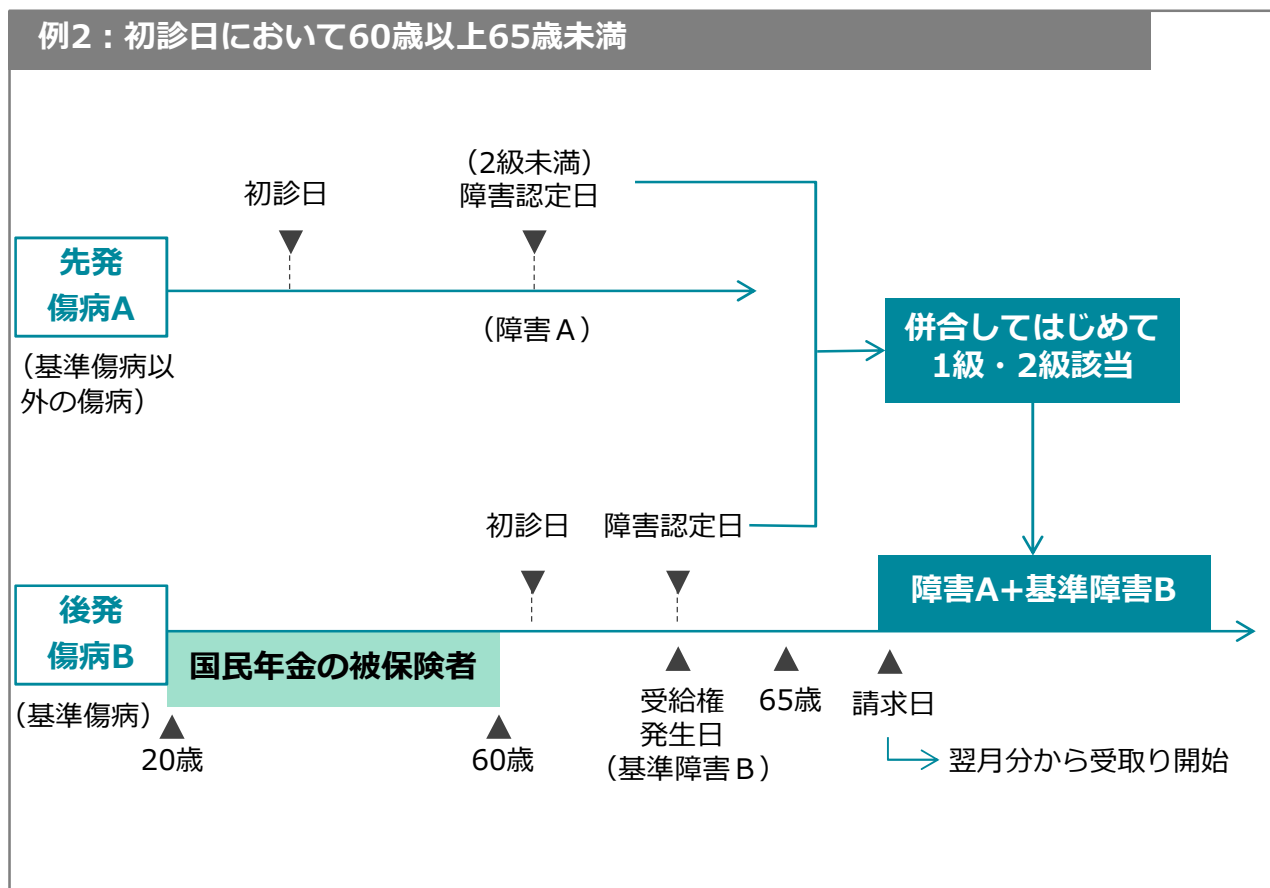 例2：初診日において60歳以上65歳未満
初診日
（2級未満）
障害認定日
先発
傷病A
（障害Ａ）
（基準傷病以
外の傷病）
併合してはじめて
1級・2級該当
初診日
障害認定日
障害A+基準障害B
後発
傷病B
国民年金の被保険者
（基準傷病）
20歳
60歳
受給権
発生日
（基準障害Ｂ）
65歳
請求日
翌月分から受取り開始